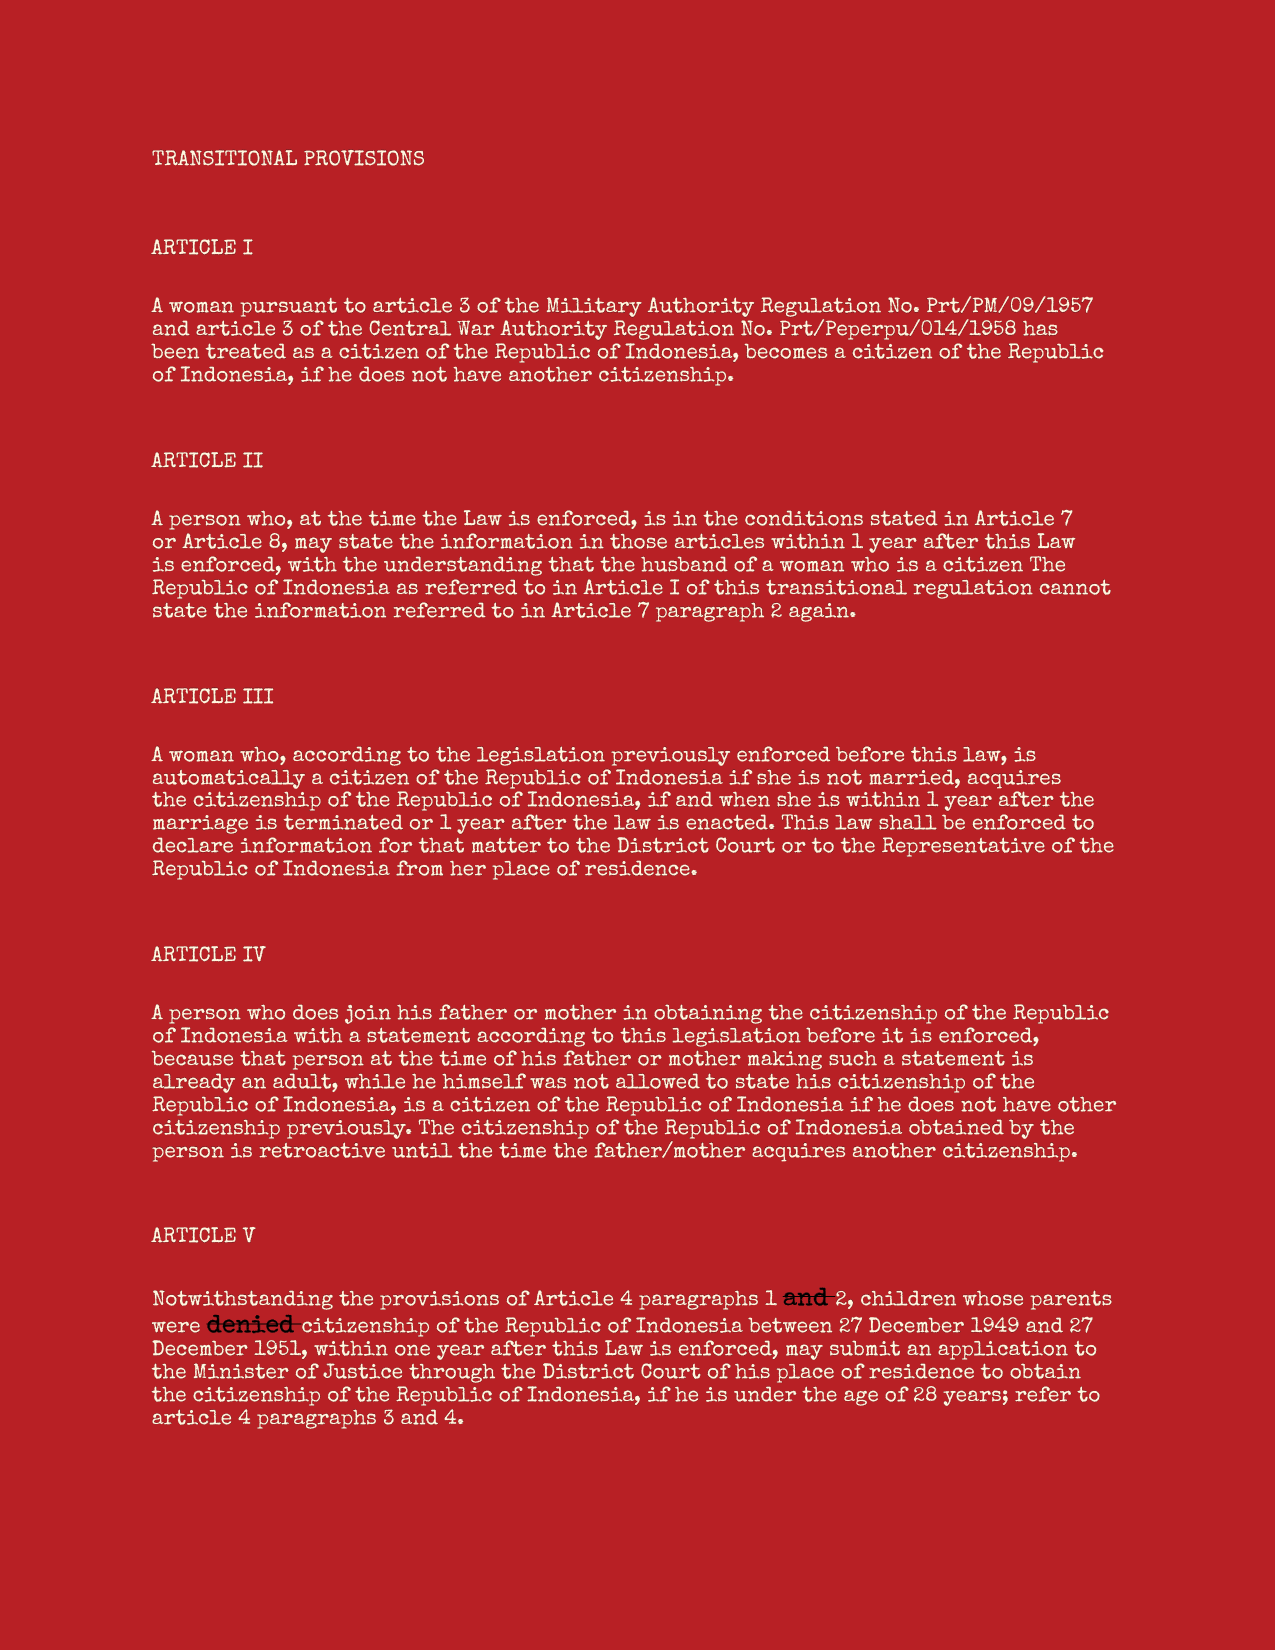 TRANSITIONAL PROVISIONS
ARTICLE I
A woman pursuant to article 3 of the Military Authority Regulation No. Prt/PM/09/1957
and article 3 of the Central War Authority Regulation No. Prt/Peperpu/014/1958 has
been treated as a citizen of the Republic of Indonesia, becomes a citizen of the Republic
of Indonesia, if he does not have another citizenship.
ARTICLE II
A person who, at the time the Law is enforced, is in the conditions stated in Article 7
or Article 8, may state the information in those articles within 1 year after this Law
is enforced, with the understanding that the husband of a woman who is a citizen The
Republic of Indonesia as referred to in Article I of this transitional regulation cannot
state the information referred to in Article 7 paragraph 2 again.
ARTICLE III
A woman who, according to the legislation previously enforced before this law, is
automatically a citizen of the Republic of Indonesia if she is not married, acquires
the citizenship of the Republic of Indonesia, if and when she is within 1 year after the
marriage is terminated or 1 year after the law is enacted. This law shall be enforced to
declare information for that matter to the District Court or to the Representative of the
Republic of Indonesia from her place of residence.
ARTICLE IV
A person who does join his father or mother in obtaining the citizenship of the Republic
of Indonesia with a statement according to this legislation before it is enforced,
because that person at the time of his father or mother making such a statement is
already an adult, while he himself was not allowed to state his citizenship of the
Republic of Indonesia, is a citizen of the Republic of Indonesia if he does not have other
citizenship previously. The citizenship of the Republic of Indonesia obtained by the
person is retroactive until the time the father/mother acquires another citizenship.
ARTICLE V
Notwithstanding the provisions of Article 4 paragraphs 1 and 2, children whose parents
were denied citizenship of the Republic of Indonesia between 27 December 1949 and 27
December 1951, within one year after this Law is enforced, may submit an application to
the Minister of Justice through the District Court of his place of residence to obtain
the citizenship of the Republic of Indonesia, if he is under the age of 28 years; refer to
article 4 paragraphs 3 and 4.